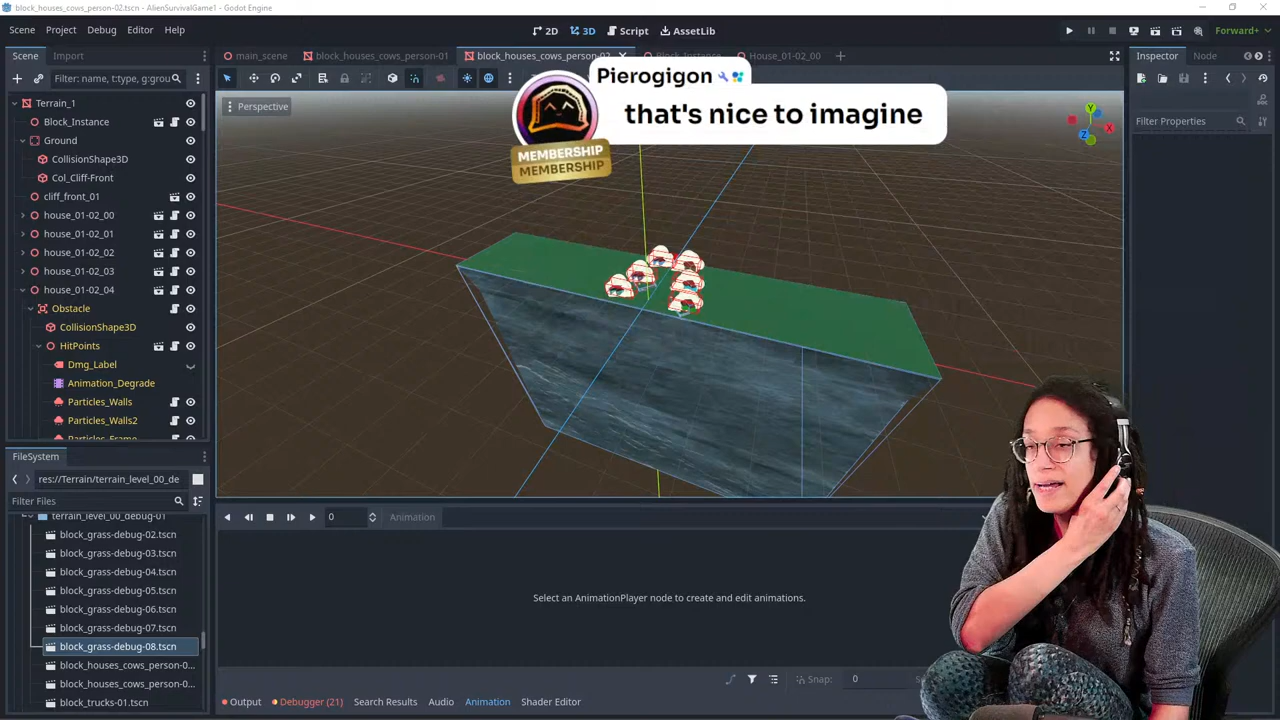 block_houses_cows_person-02.tscn - AlienSurvivalGame1 - Godot Engine
Scene Project Debug Editor Help
2D 3D Script AssetLib
Forward+
Scene Import
main_scene block_houses_cows_person-01 block_houses_cows_person-02 Block_Instance House_01-02_00
Inspector Node
Filter: name, t:type, g:grou
Pierogigon
that's nice to imagine
MEMBERSHIP
MEMBERSHIP
Perspective
Y
X
Z
Filter Properties
Terrain_1
Block_Instance
Ground
CollisionShape3D
Col_Cliff-Front
cliff_front_01
house_01-02_00
house_01-02_01
house_01-02_02
house_01-02_03
house_01-02_04
Obstacle
CollisionShape3D
HitPoints
Dmg_Label
Animation_Degrade
Particles_Walls
Particles_Walls2
Particles_Frame
FileSystem
res://Terrain/terrain_level_00_de
Filter Files
terrain_level_00_debug-01
block_grass-debug-02.tscn
block_grass-debug-03.tscn
block_grass-debug-04.tscn
block_grass-debug-05.tscn
block_grass-debug-06.tscn
block_grass-debug-07.tscn
block_grass-debug-08.tscn
block_houses_cows_person-0...
block_houses_cows_person-0...
block_trucks-01.tscn
0 Animation
Select an AnimationPlayer node to create and edit animations.
Snap: 0
Output Debugger (21) Search Results Audio Animation Shader Editor